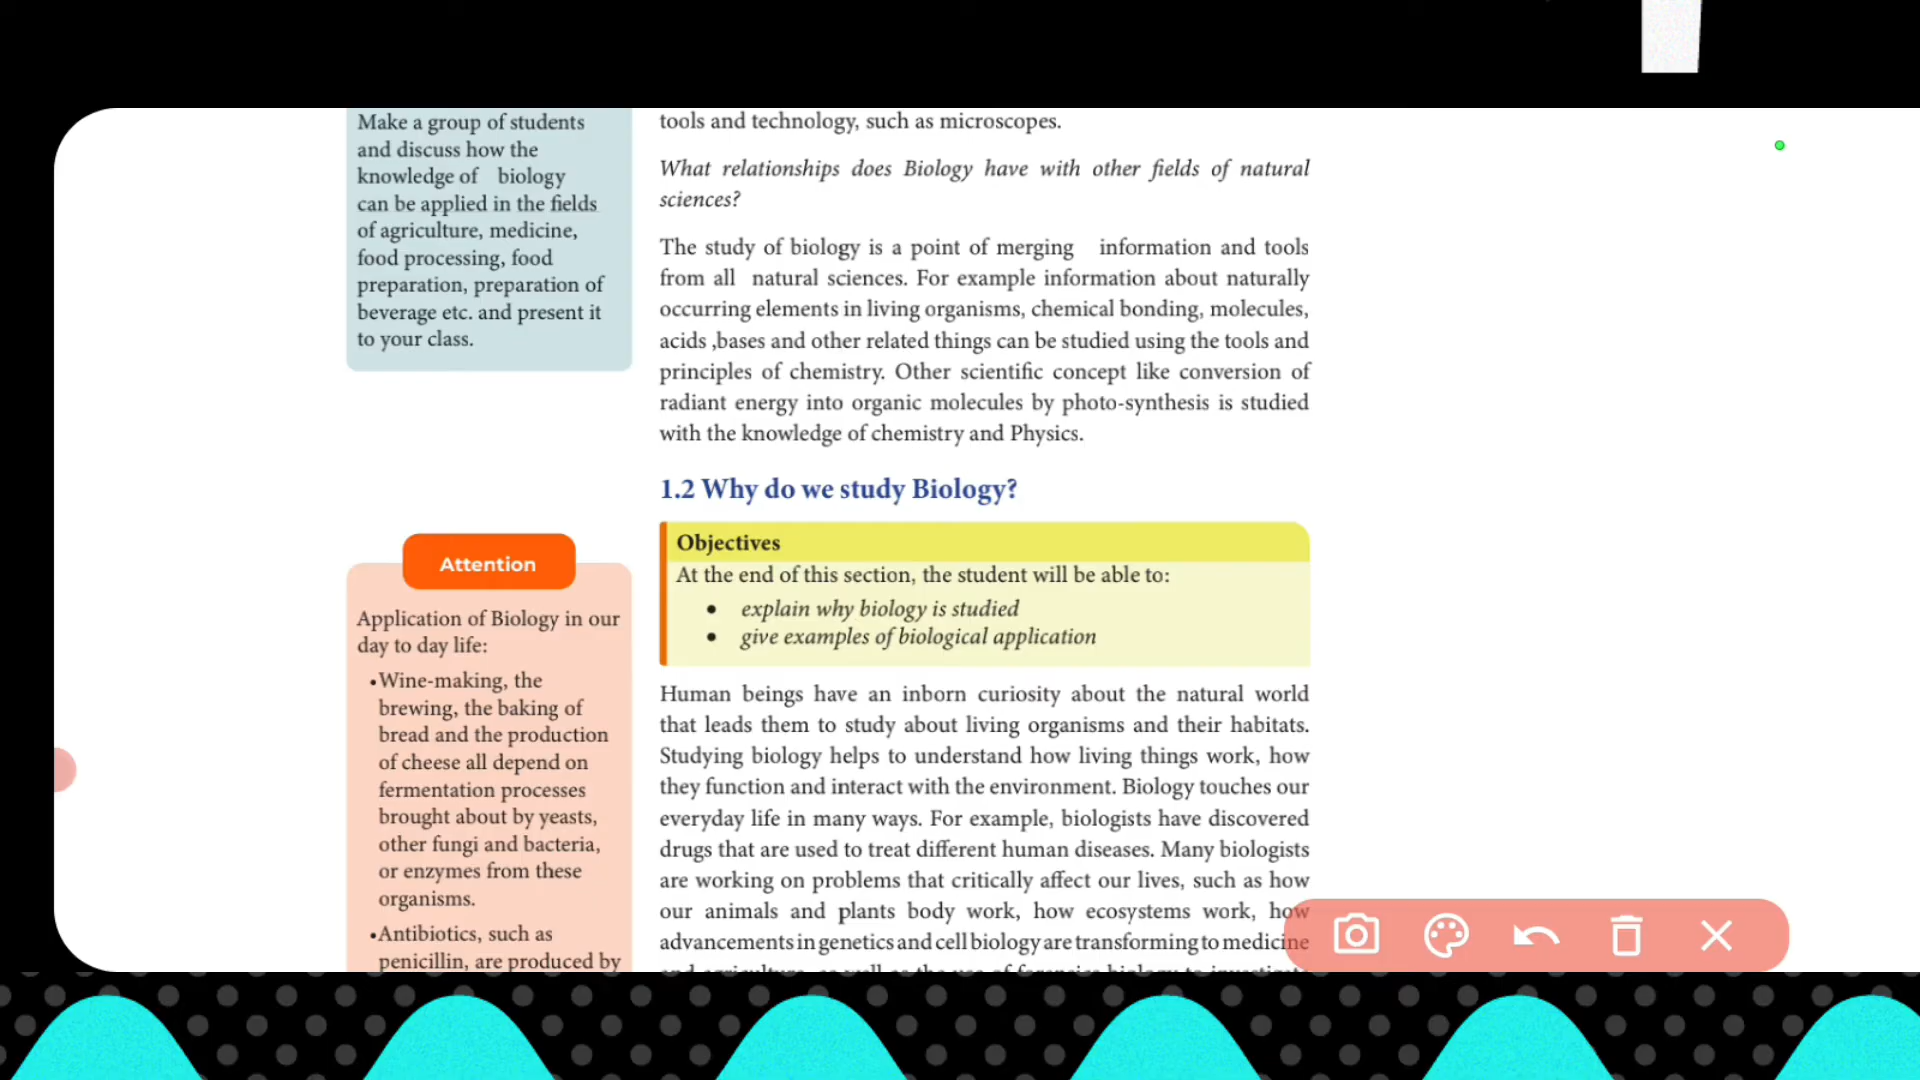 Make a group of students
and discuss how the
knowledge of biology
can be applied in the fields
of agriculture, medicine,
food processing, food
preparation, preparation of
beverage etc. and present it
to your class.
Attention
Application of Biology in our
day to day life:
•Wine-making, the
brewing, the baking of
bread and the production
of cheese all depend on
fermentation processes
brought about by yeasts,
other fungi and bacteria,
or enzymes from these
organisms.
•Antibiotics, such as
penicillin, are produced by
tools and technology, such as microscopes.
What relationships does Biology have with other fields of natural
sciences?
The study of biology is a point of merging information and tools
from all natural sciences. For example information about naturally
occurring elements in living organisms, chemical bonding, molecules,
acids ,bases and other related things can be studied using the tools and
principles of chemistry. Other scientific concept like conversion of
radiant energy into organic molecules by photo-synthesis is studied
with the knowledge of chemistry and Physics.
1.2 Why do we study Biology?
Objectives
At the end of this section, the student will be able to:
• explain why biology is studied
• give examples of biological application
Human beings have an inborn curiosity about the natural world
that leads them to study about living organisms and their habitats.
Studying biology helps to understand how living things work, how
they function and interact with the environment. Biology touches our
everyday life in many ways. For example, biologists have discovered
drugs that are used to treat different human diseases. Many biologists
are working on problems that critically affect our lives, such as how
our animals and plants body work, how ecosystems work, how
advancements in genetics and cell biology are transforming to medicine